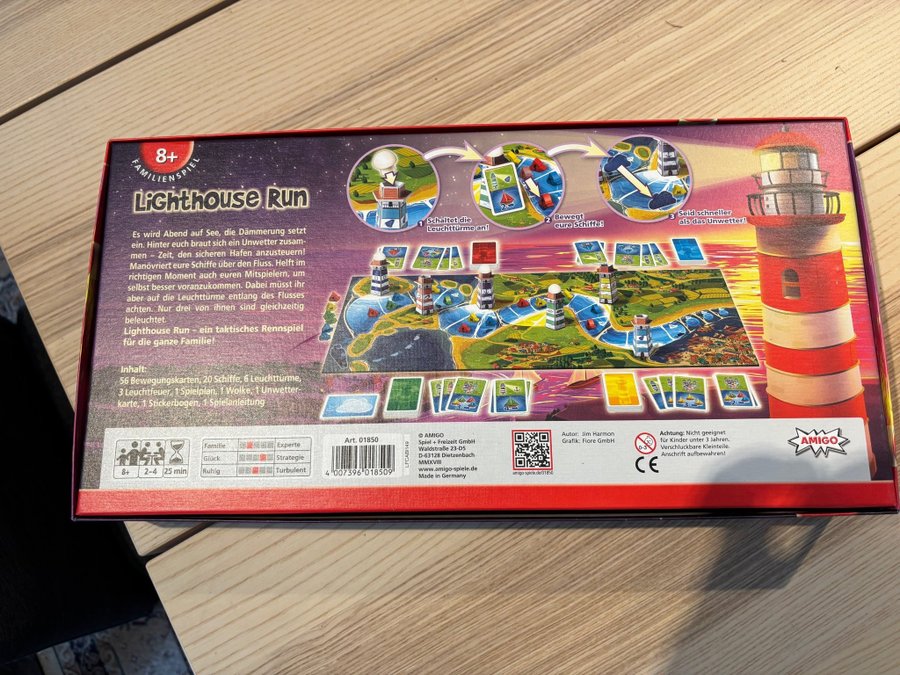 8+
FAMILIENSPIEL
LIGHTHOUSE RUN
Es wird Abend auf See, die Dämmerung setzt
ein. Hinter euch braut sich ein Unwetter zusam-
men – Zeit, den sicheren Hafen anzusteuern!
Manövriert eure Schiffe über den Fluss. Helft im
richtigen Moment auch euren Mitspielern, um
selbst besser voranzukommen. Dabei müsst ihr
aber auf die Leuchttürme entlang des Flusses
achten. Nur drei von ihnen sind gleichzeitig
beleuchtet.
Lighthouse Run – ein taktisches Rennspiel
für die ganze Familie!
Inhalt:
56 Bewegungskarten, 20 Schiffe, 6 Leuchttürme,
3 Leuchtfeuer, 1 Spielplan, 1 Wolke, 1 Unwetter-
karte, 1 Stickerbogen, 1 Spielanleitung
1 Schaltet die
Leuchttürme an!
2 Bewegt
eure Schiffe!
3 Seid schneller
als das Unwetter!
8+ 2–4 25 min
Familie Experte
Glück Strategie
Ruhig Turbulent
Art. 01850
4 007396 018509
© AMIGO
Spiel + Freizeit GmbH
Waldstraße 23-D5
D-63128 Dietzenbach
MMXVIII
www.amigo-spiele.de
Made in Germany
amigo-spiele.de/01850
Autor: Jim Harmon
Grafik: Fiore GmbH
CE
0-3
Achtung: Nicht geeignet
für Kinder unter 3 Jahren.
Verschluckbare Kleinteile.
Anschrift aufbewahren!
AMIGO